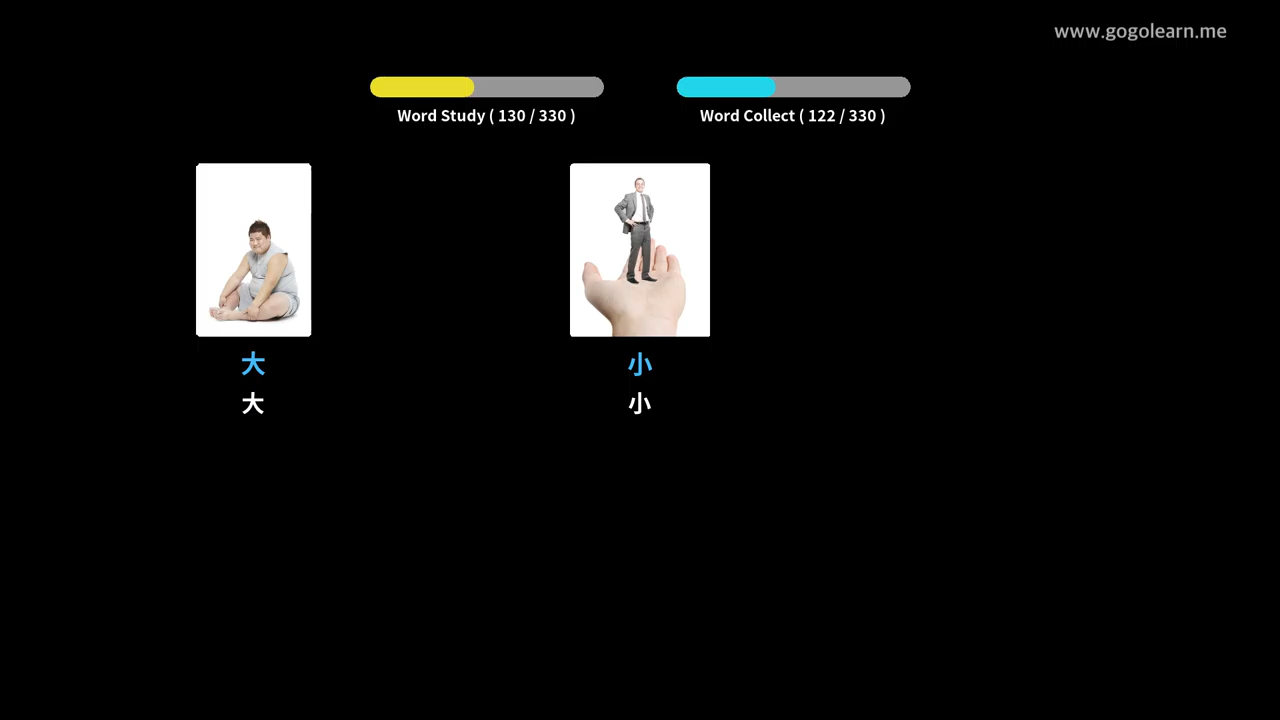 www.gogolearn.me
Word Study ( 130 / 330 )
Word Collect ( 122 / 330 )
大
小
大
小